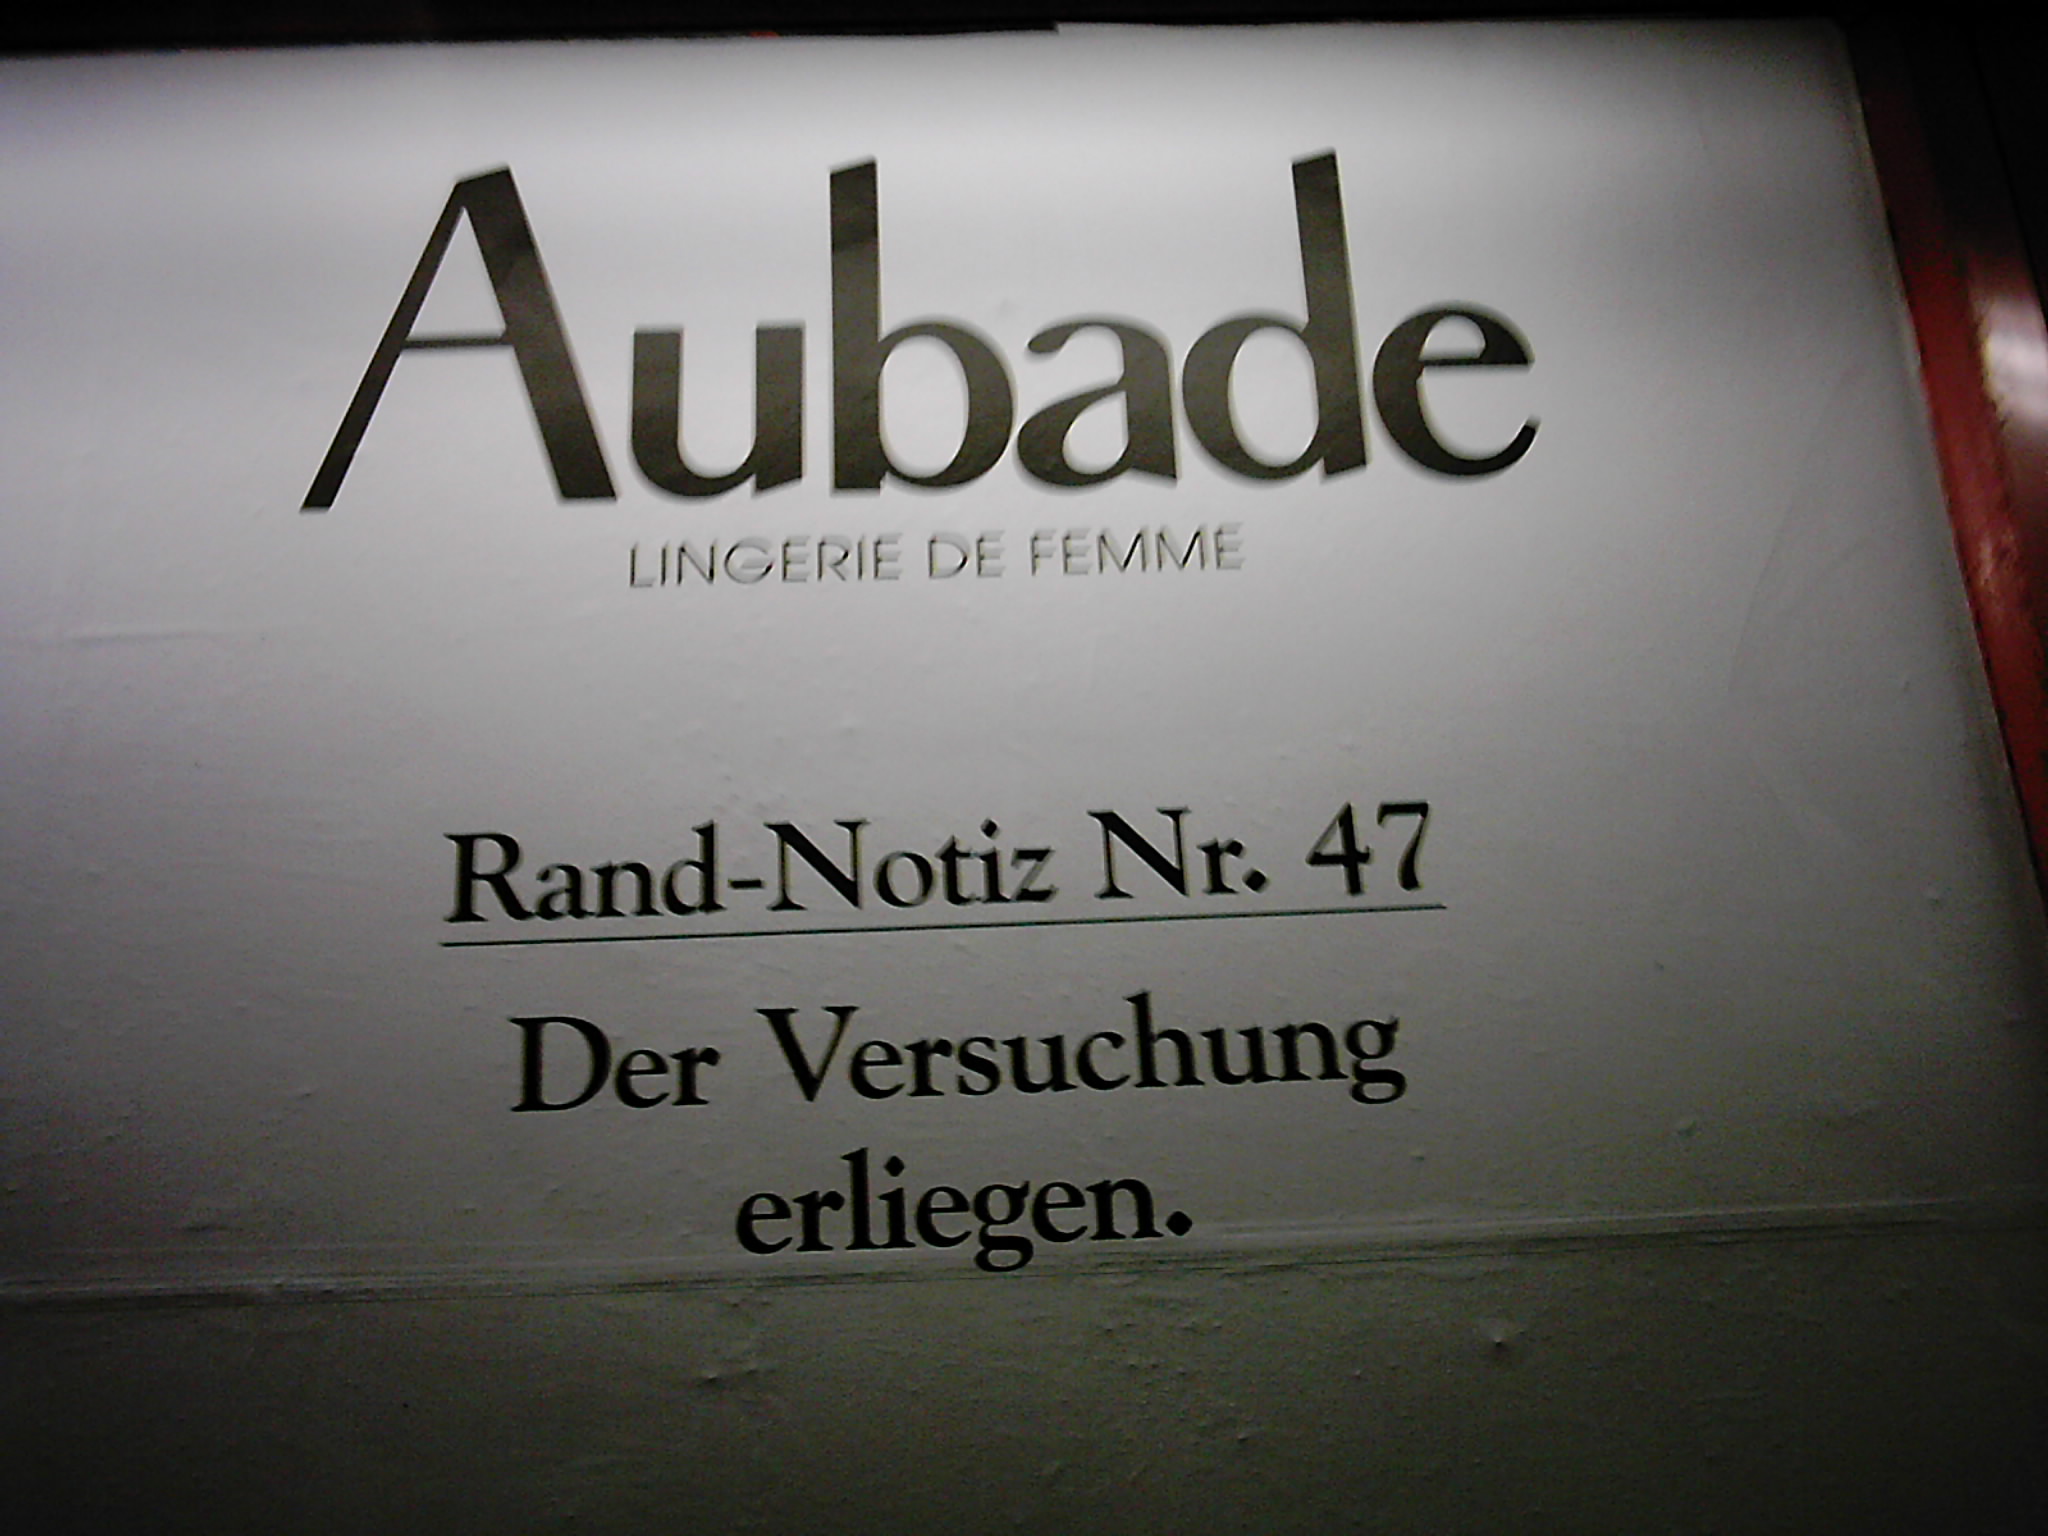 Aubade
LINGERIE DE FEMME
Rand-Notiz Nr. 47
Der Versuchung
erliegen.